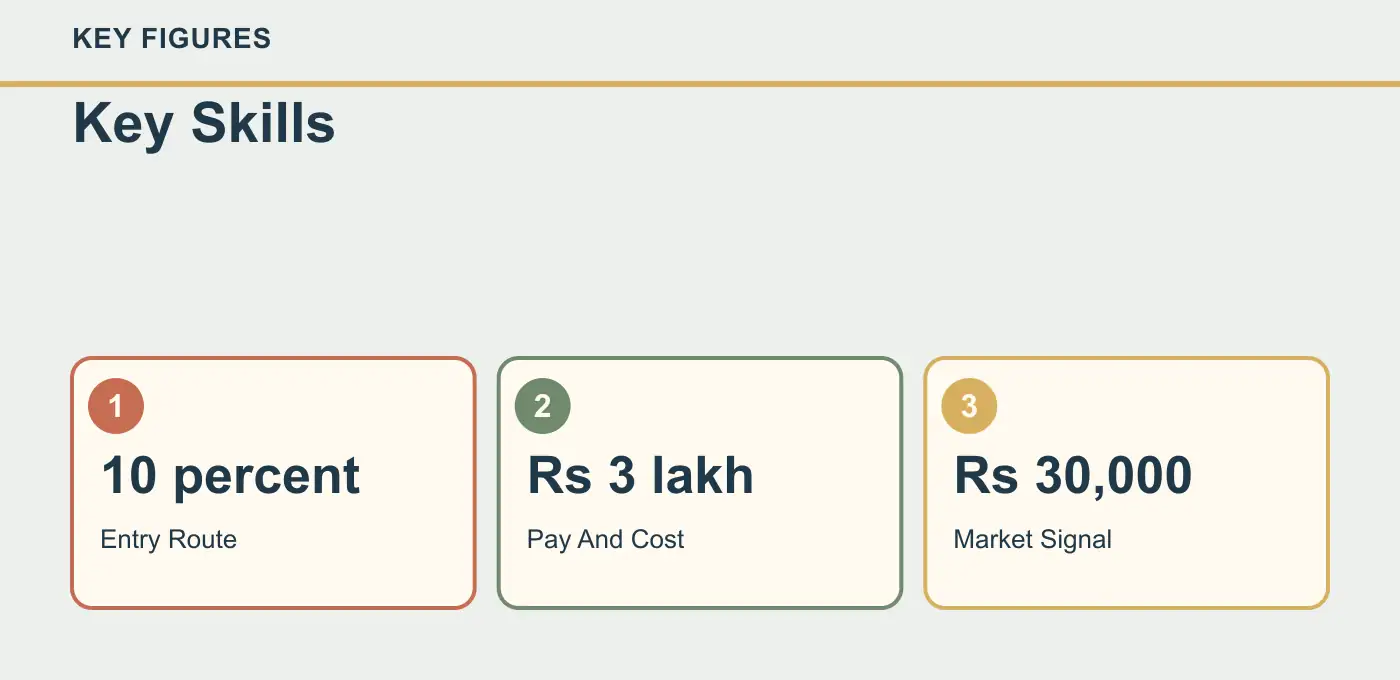 KEY FIGURES
Key Skills
1
10 percent
Entry Route
2
Rs 3 lakh
Pay And Cost
3
Rs 30,000
Market Signal